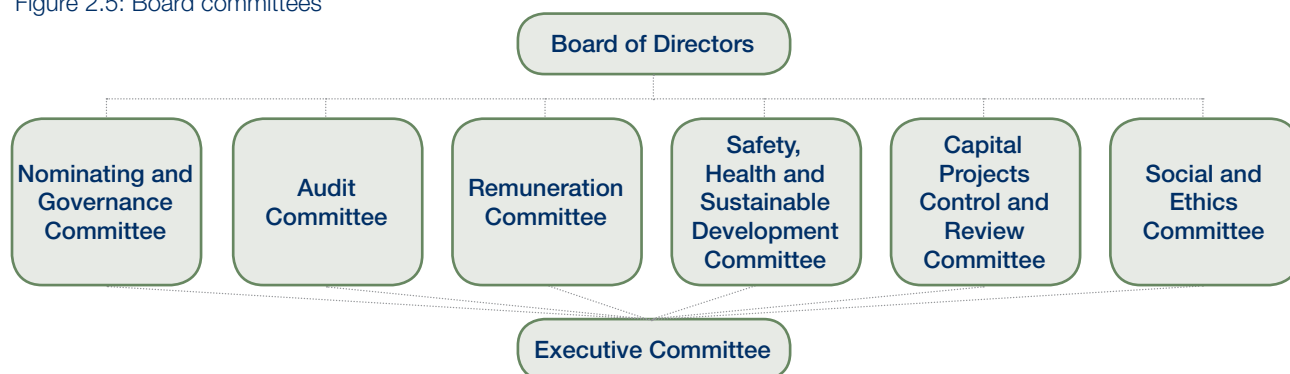 Figure 2.5: Board committees
Board of Directors
Nominating and
Governance
Committee
Audit
Committee
Remuneration
Committee
Safety,
Health and
Sustainable
Development
Committee
Capital
Projects
Control and
Review
Committee
Social and
Ethics
Committee
Executive Committee